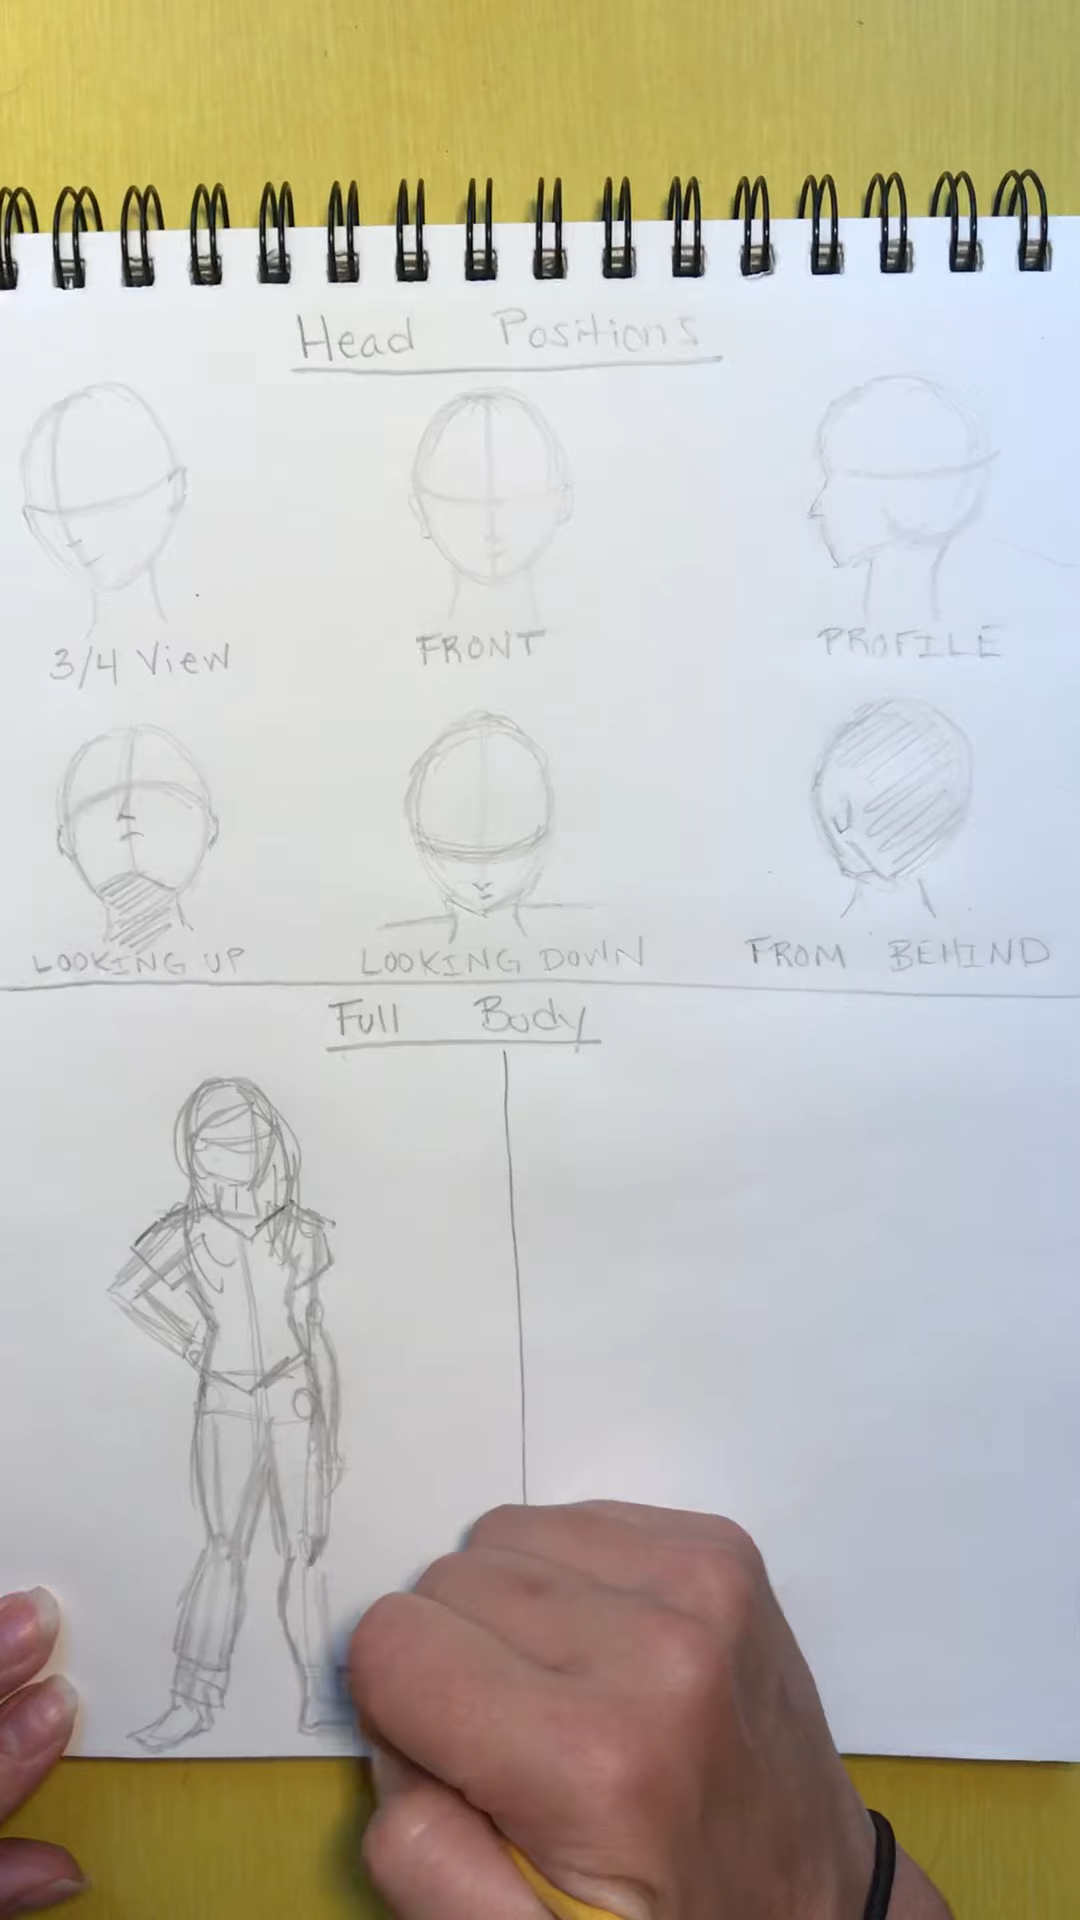 Head Positions
3/4 View
FRONT
PROFILE
LOOKING UP
LOOKING DOWN
FROM BEHIND
Full Body